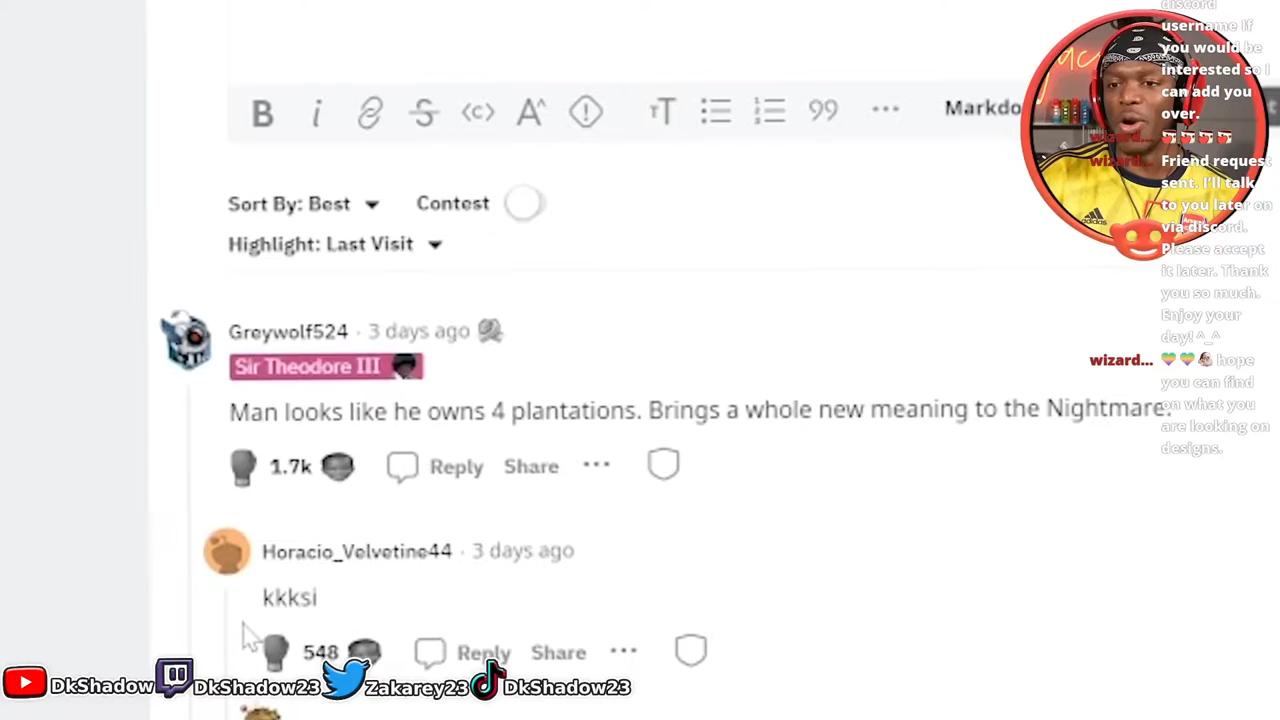 B i S <c> A^ TT 99 ··· Markdo
Sort By: Best
Contest
Highlight: Last Visit
Greywolf524 · 3 days ago
Sir Theodore III
Man looks like he owns 4 plantations. Brings a whole new meaning to the Nightmare.
1.7k Reply Share ···
Horacio_Velvetine44 · 3 days ago
kkksi
548 Reply Share ···
DkShadow DkShadow23 Zakarey23 DkShadow23
discord
username If
you would be
interested so I
can add you
over.
wizard...
wizard... Friend request
sent. I'll talk
to you later on
via discord.
Please accept
it later. Thank
you so much.
Enjoy your
day! ^_^
wizard... hope
you can find
on what you
are looking on
designs.